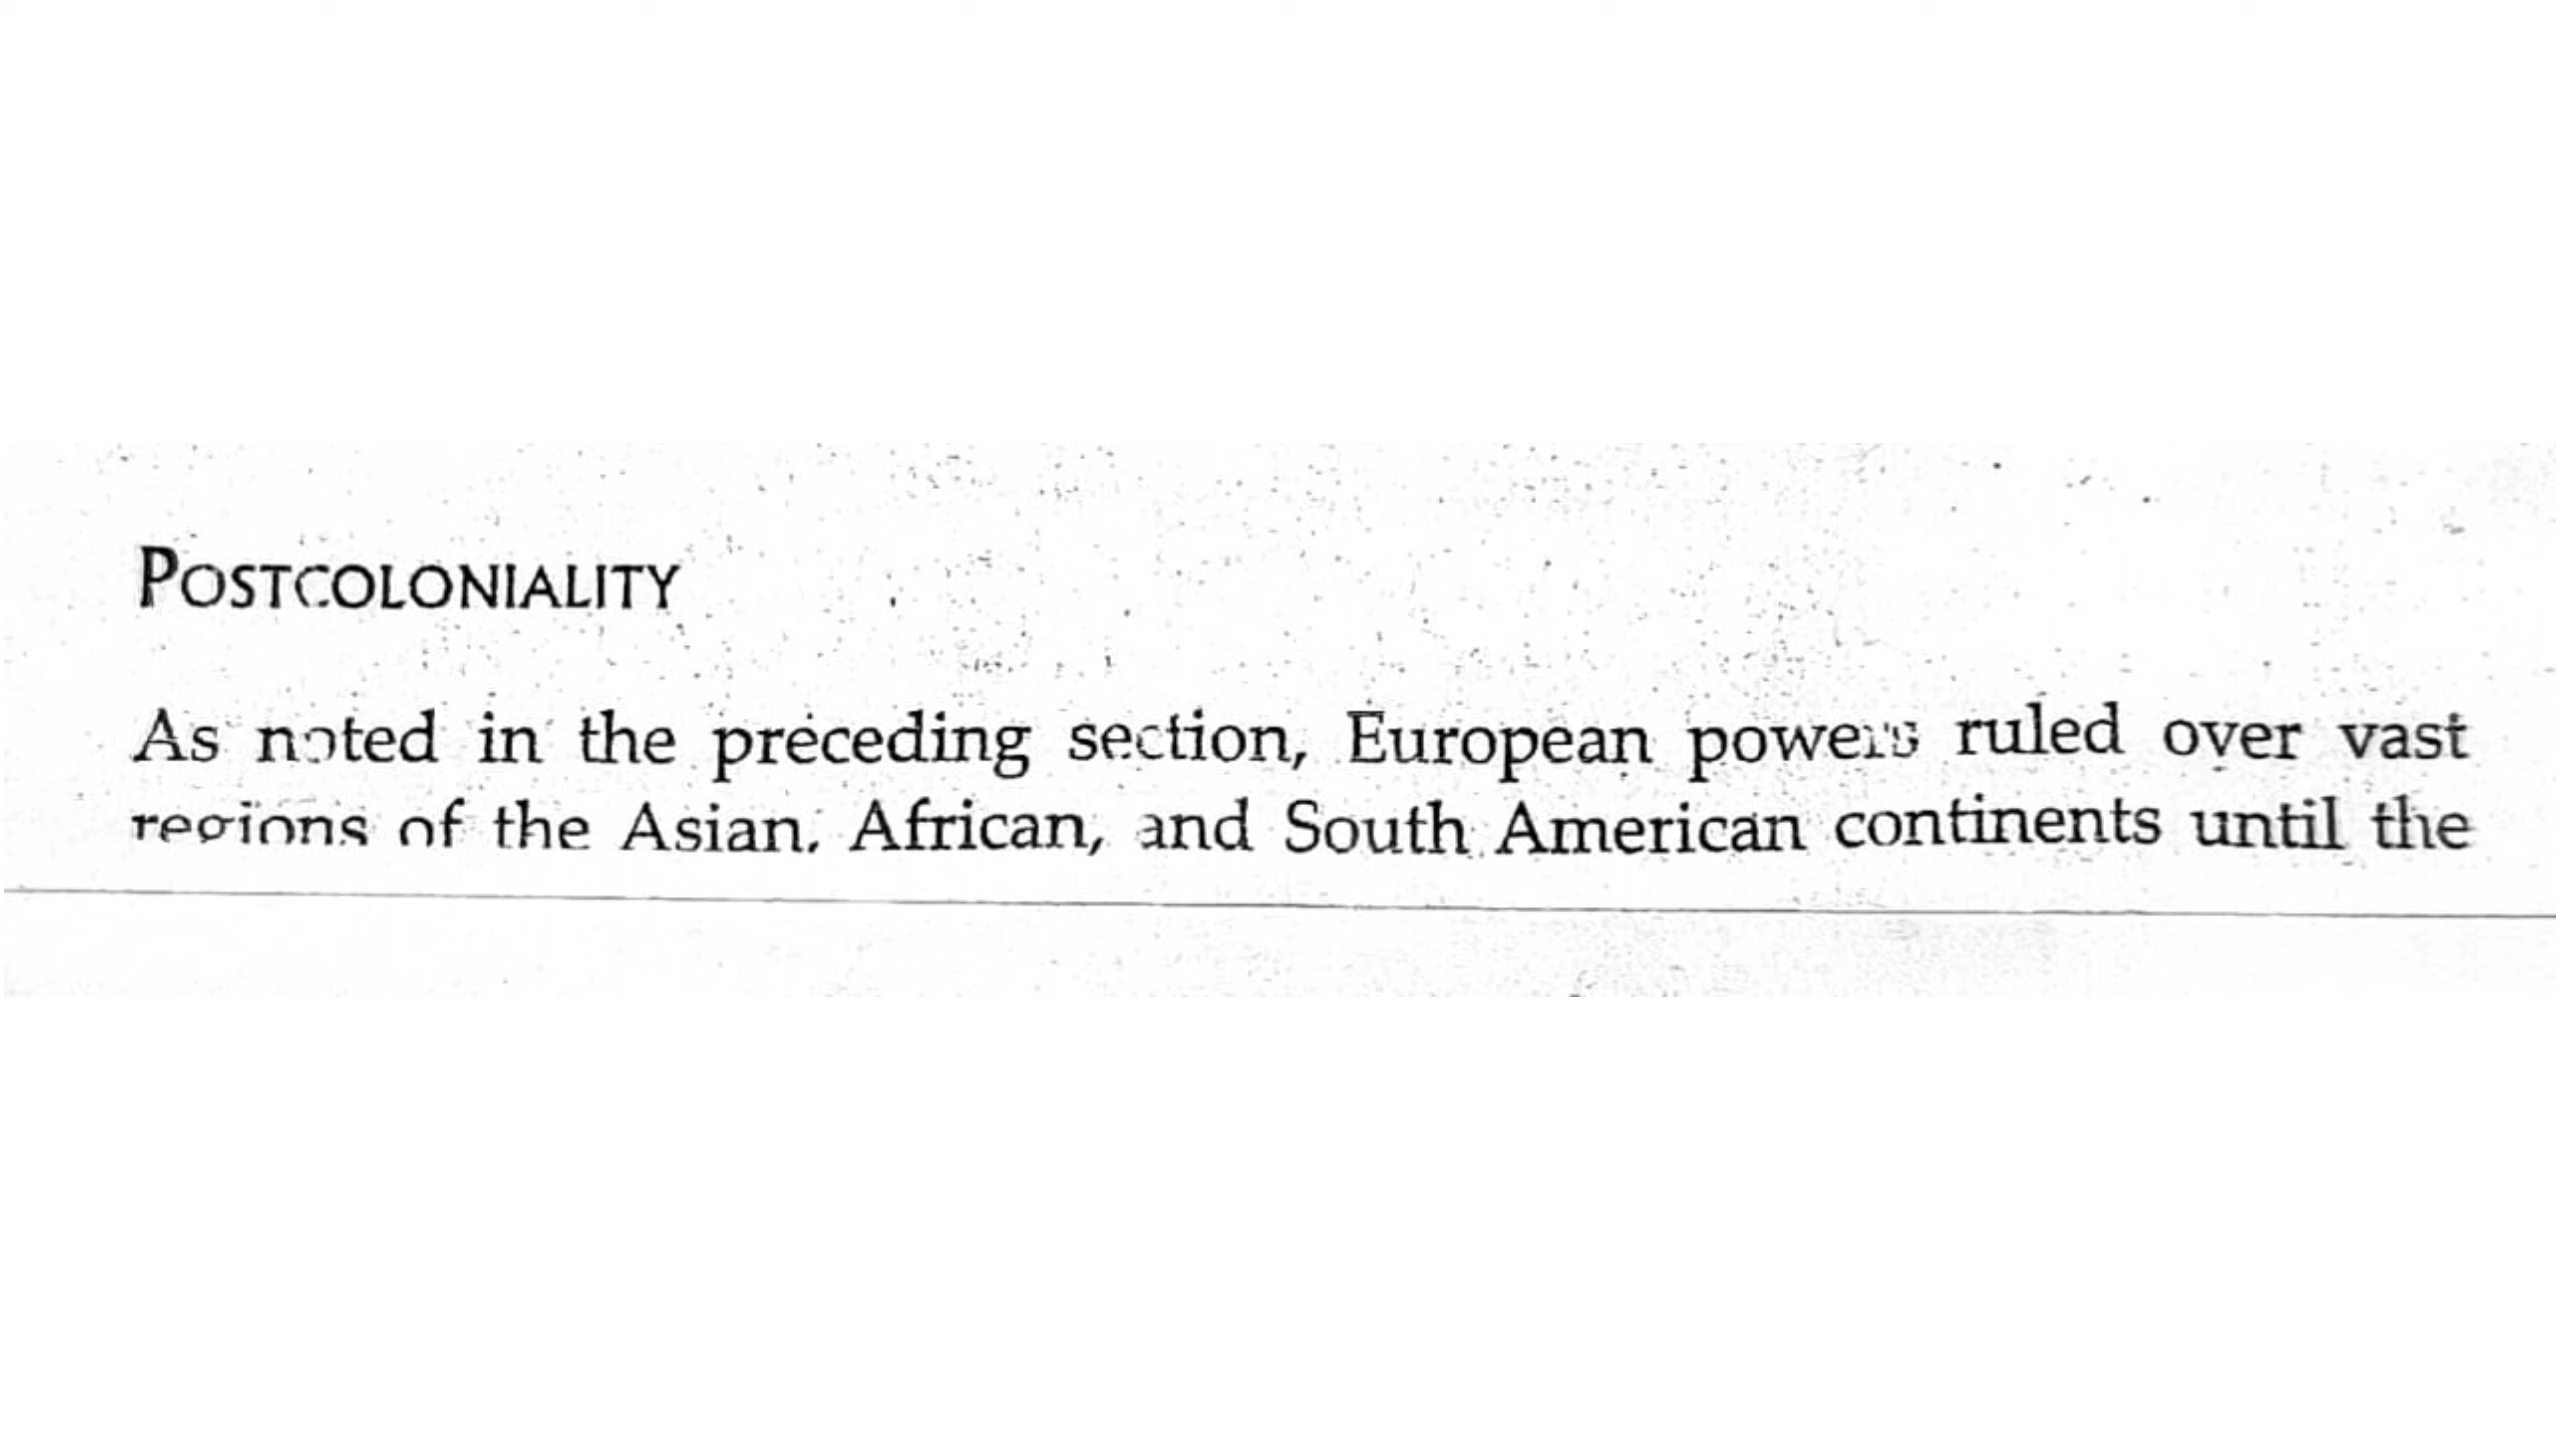 POSTCOLONIALITY
As noted in the preceding section, European powers ruled over vast
regions of the Asian, African, and South American continents until the